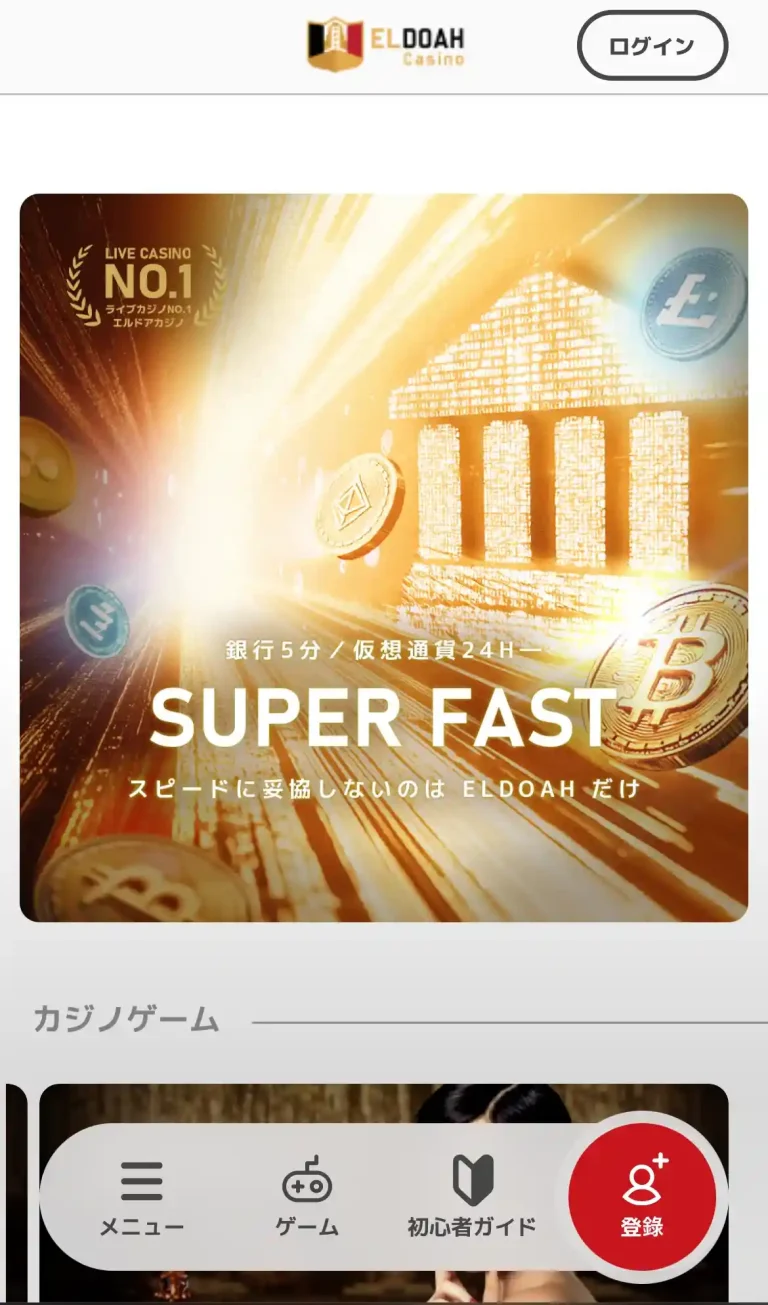 ELDOAH
Casino
ログイン
LIVE CASINO
NO.1
ライブカジノNO.1
エルドアカジノ
銀行5分／仮想通貨24H―
SUPER FAST
スピードに妥協しないのは ELDOAH だけ
カジノゲーム
メニュー
ゲーム
初心者ガイド
登錄